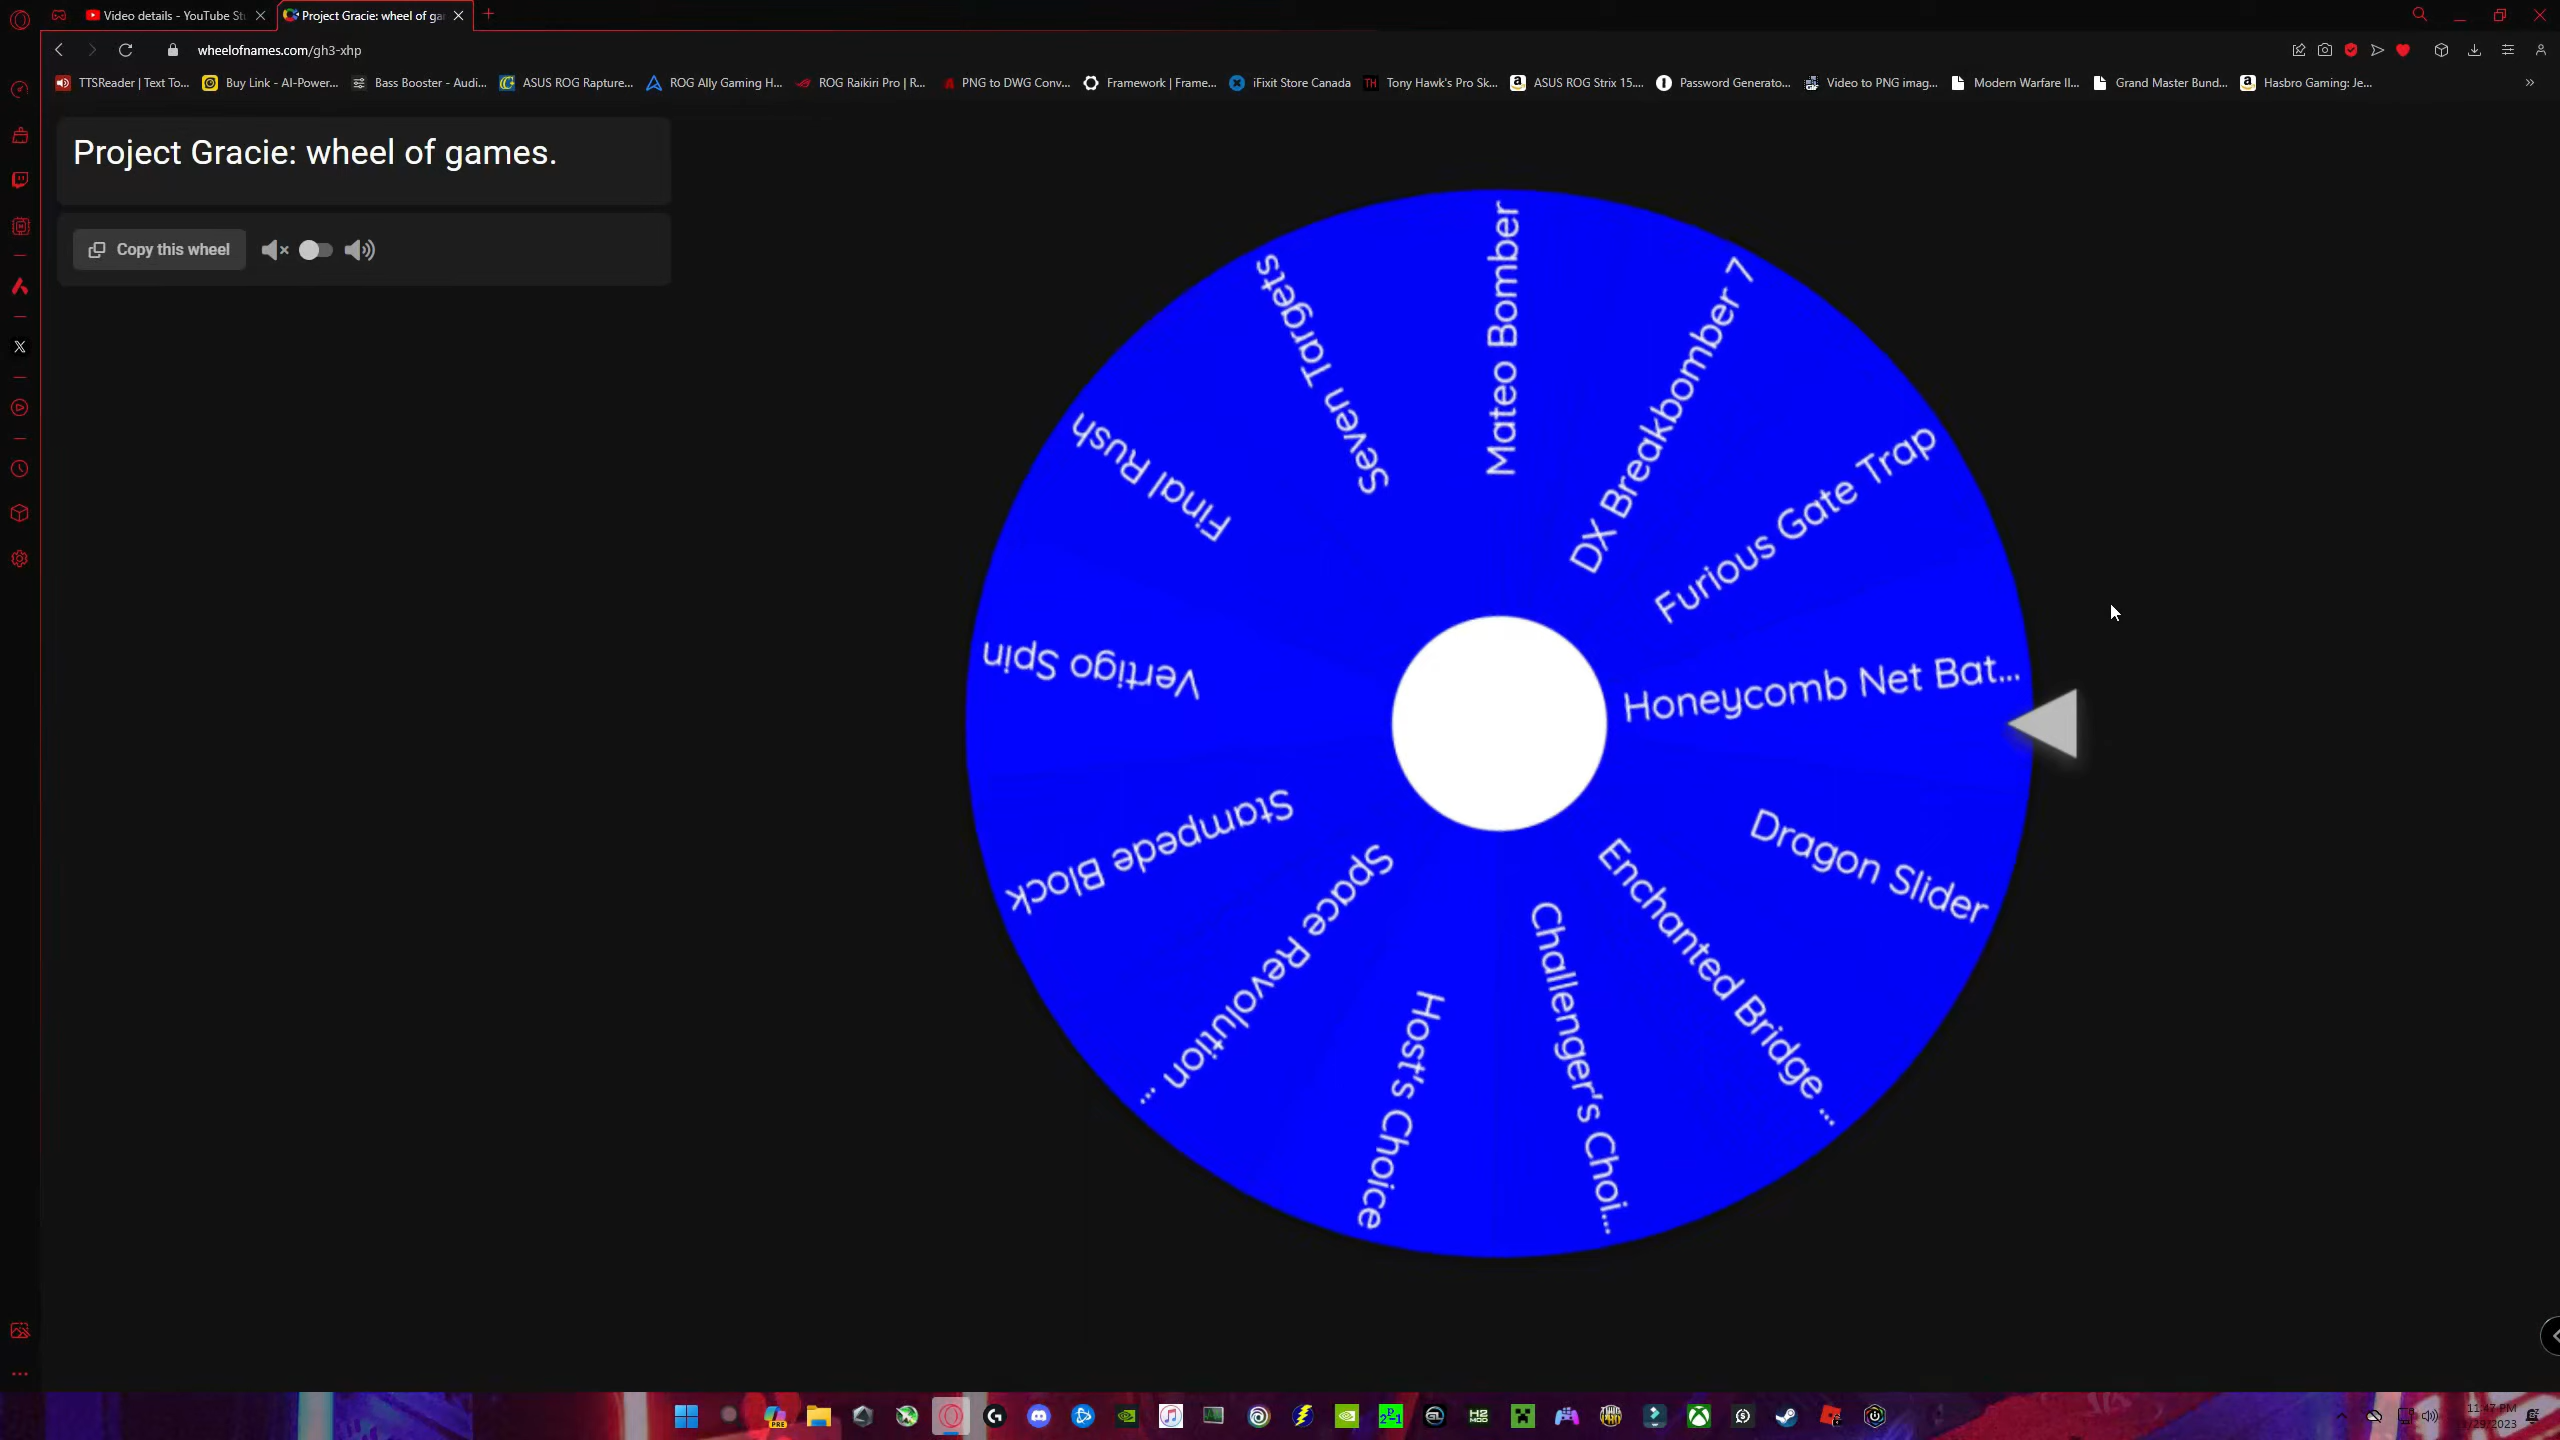 Video details - YouTube St
Project Gracie: wheel of ga
wheelofnames.com/gh3-xhp
TTSReader | Text To...
Buy Link - AI-Power...
Bass Booster - Audi...
ASUS ROG Rapture...
ROG Ally Gaming H...
ROG Raikiri Pro | R...
PNG to DWG Conv...
Framework | Frame...
iFixit Store Canada
Tony Hawk's Pro Sk...
ASUS ROG Strix 15....
Password Generato...
Video to PNG imag...
Modern Warfare II...
Grand Master Bund...
Hasbro Gaming: Je...
Project Gracie: wheel of games.
Copy this wheel
Mateo Bomber
DX Breakbomber 7
Furious Gate Trap
Honeycomb Net Bat...
Dragon Slider
Enchanted Bridge ...
Challenger's Choi...
Host's Choice
Space Revolution ...
Stampede Block
Vertigo Spin
Final Rush
Seven Targets
11:47 PM